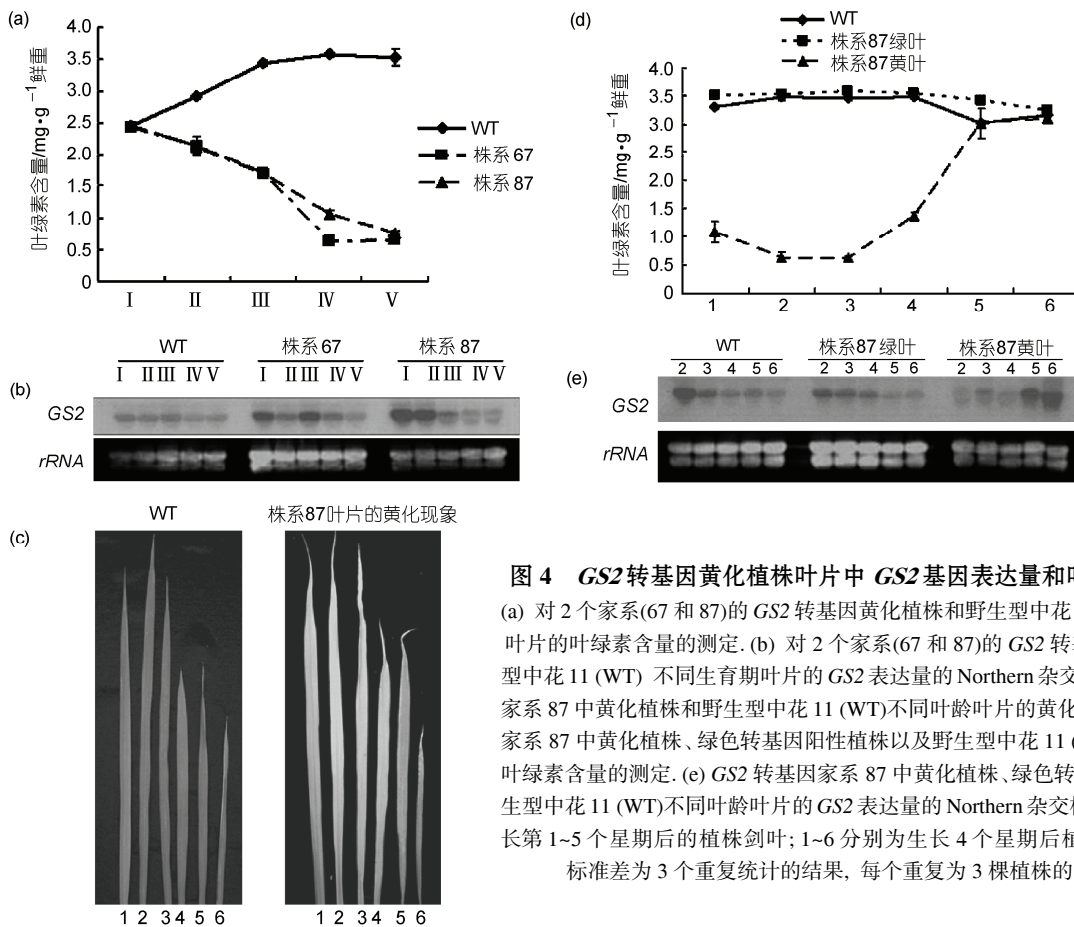 (a)
4.0
3.5
3.0
2.5
2.0
1.5
1.0
0.5
0
叶绿素含量/mg•g⁻¹鲜重
I II III IV V
WT
株系 67
株系 87
(b)
WT 株系 67 株系 87
I II III IV V I II III IV V I II III IV V
GS2
rRNA
(c)
WT 株系87叶片的黄化现象
1 2 3 4 5 6 1 2 3 4 5 6
(d)
WT
株系87绿叶
株系87黄叶
4.0
3.5
3.0
2.5
2.0
1.5
1.0
0.5
0
叶绿素含量/mg•g⁻¹鲜重
1 2 3 4 5 6
(e)
WT 株系87 绿叶 株系87黄叶
2 3 4 5 6 2 3 4 5 6 2 3 4 5 6
GS2
rRNA
图 4 GS2转基因黄化植株叶片中 GS2 基因表达量和
(a) 对 2 个家系(67 和 87)的 GS2 转基因黄化植株和野生型中花
叶片的叶绿素含量的测定. (b) 对 2 个家系(67 和 87)的 GS2 转
型中花 11 (WT) 不同生育期叶片的 GS2 表达量的 Northern 杂交
家系 87 中黄化植株和野生型中花 11 (WT)不同叶龄叶片的黄化
家系 87 中黄化植株、绿色转基因阳性植株以及野生型中花 11 (
叶绿素含量的测定. (e) GS2 转基因家系 87 中黄化植株、绿色转
生型中花 11 (WT)不同叶龄叶片的 GS2 表达量的 Northern 杂交
长第 1~5 个星期后的植株剑叶; 1~6 分别为生长 4 个星期后植
标准差为 3 个重复统计的结果, 每个重复为 3 棵植株的